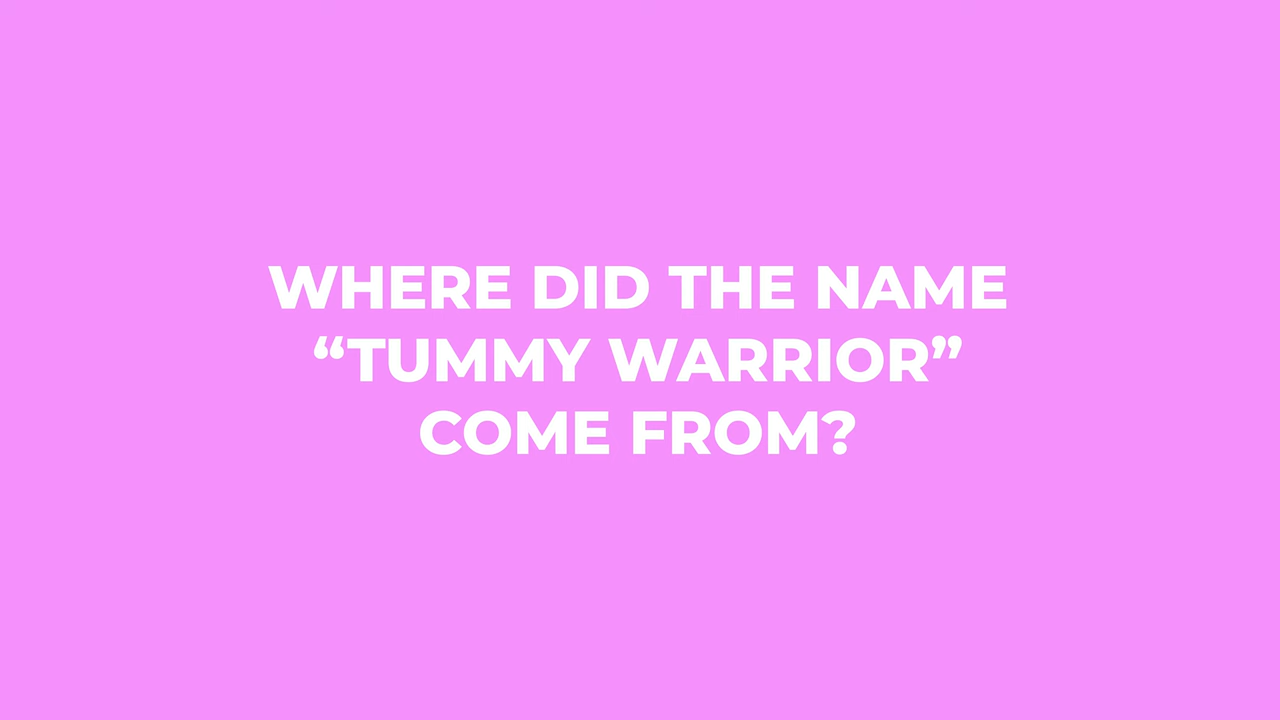 WHERE DID THE NAME
“TUMMY WARRIOR”
COME FROM?